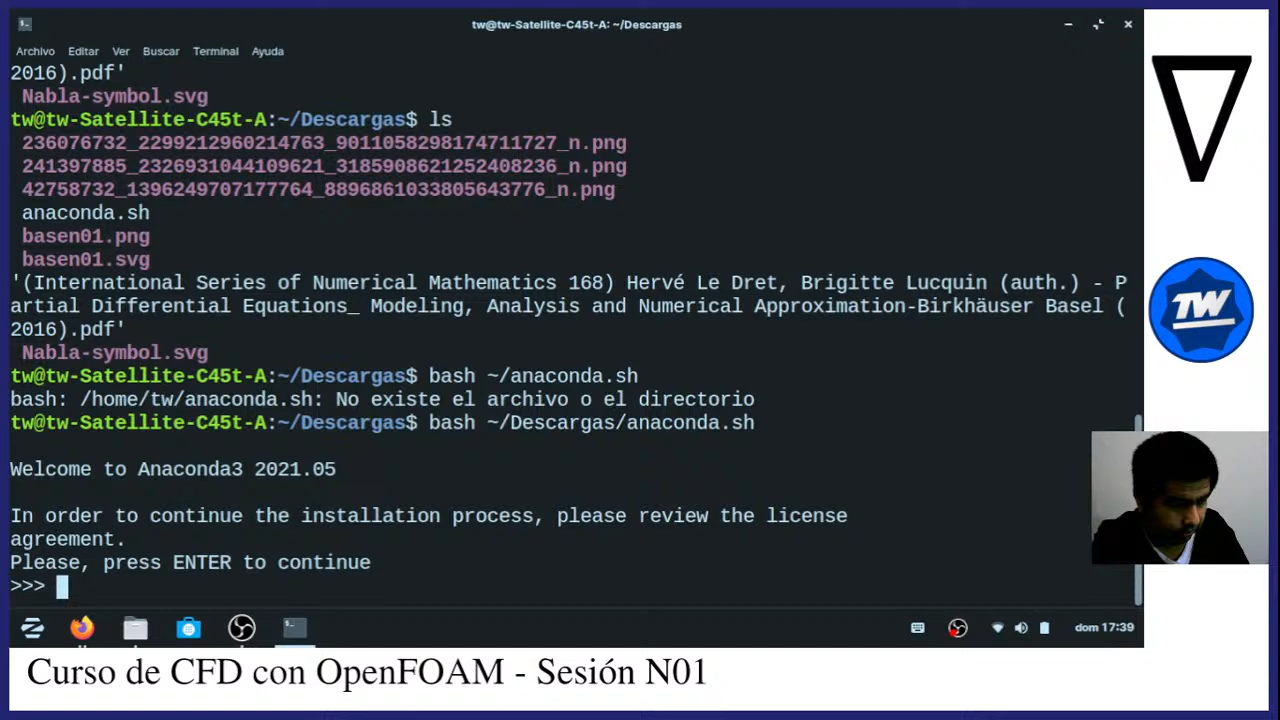 tw@tw-Satellite-C45t-A: ~/Descargas
Archivo Editar Ver Buscar Terminal Ayuda
2016).pdf'
Nabla-symbol.svg
tw@tw-Satellite-C45t-A:~/Descargas$ ls
236076732_2299212960214763_9011058298174711727_n.png
241397885_2326931044109621_3185908621252408236_n.png
42758732_1396249707177764_8896861033805643776_n.png
anaconda.sh
basen01.png
basen01.svg
'(International Series of Numerical Mathematics 168) Hervé Le Dret, Brigitte Lucquin (auth.) - P
artial Differential Equations_ Modeling, Analysis and Numerical Approximation-Birkhäuser Basel (
2016).pdf'
Nabla-symbol.svg
tw@tw-Satellite-C45t-A:~/Descargas$ bash ~/anaconda.sh
bash: /home/tw/anaconda.sh: No existe el archivo o el directorio
tw@tw-Satellite-C45t-A:~/Descargas$ bash ~/Descargas/anaconda.sh
Welcome to Anaconda3 2021.05
In order to continue the installation process, please review the license
agreement.
Please, press ENTER to continue
>>>
TW
dom 17:39
Curso de CFD con OpenFOAM - Sesión N01